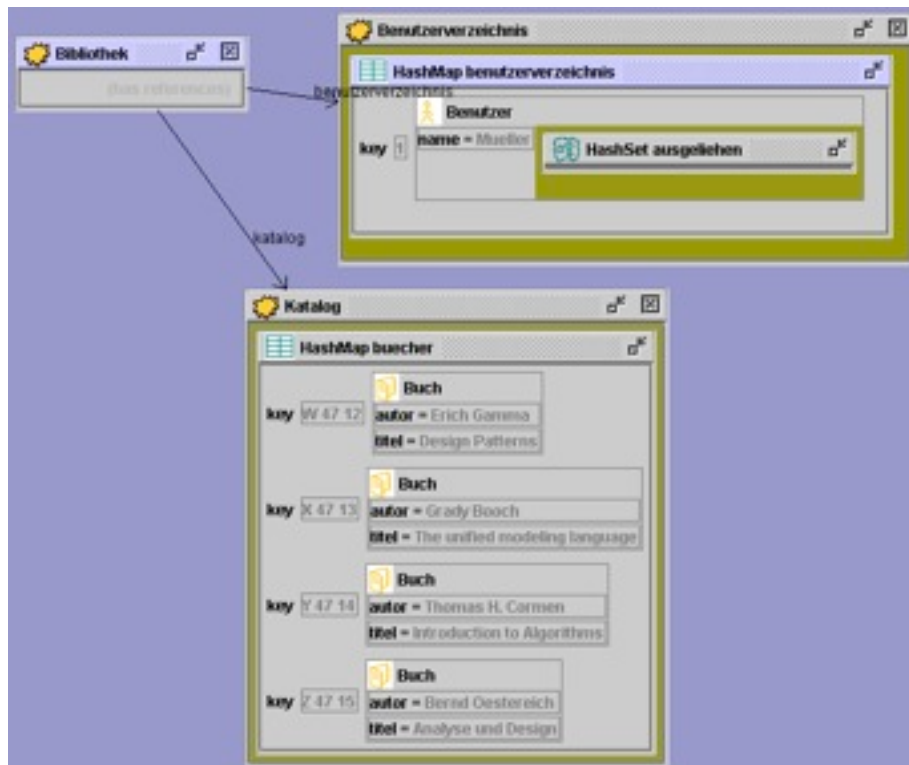 Bibliothek
(has references)
benutzerverzeichnis
katalog
Benutzerverzeichnis
HashMap benutzerverzeichnis
Benutzer
key 1 name = Mueller
HashSet ausgeliehen
Katalog
HashMap buecher
Buch
key W 47 12 autor = Erich Gamma
titel = Design Patterns
Buch
key X 47 13 autor = Grady Booch
titel = The unified modeling language
Buch
key Y 47 14 autor = Thomas H. Cormen
titel = Introduction to Algorithms
Buch
key Z 47 15 autor = Bernd Oestereich
titel = Analyse und Design